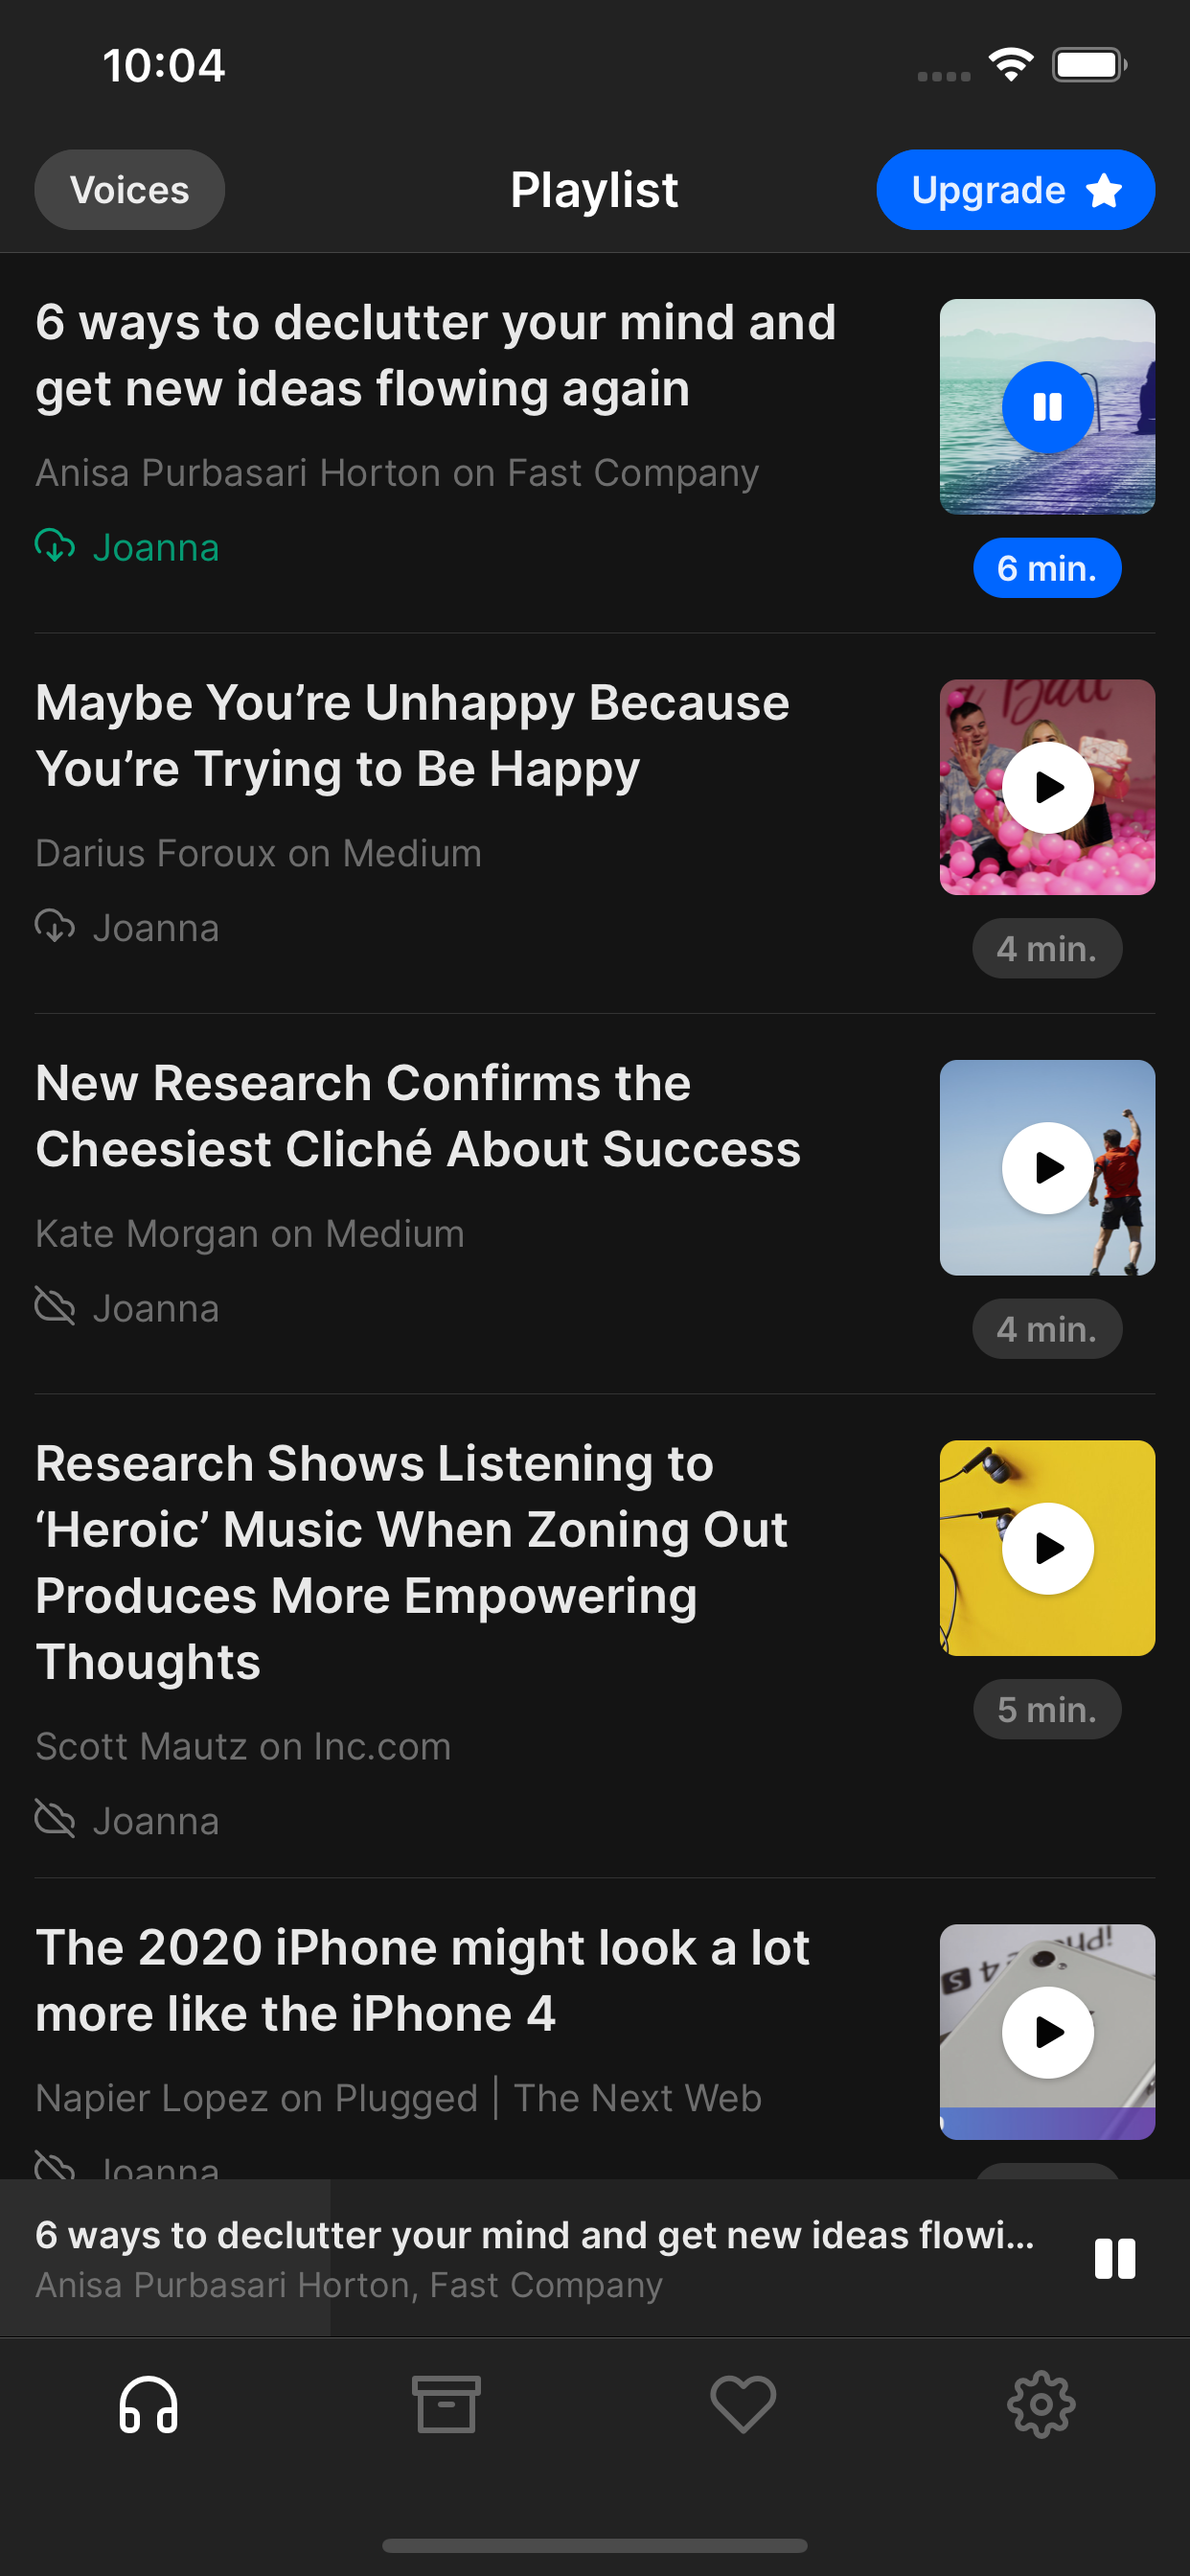 10:04
Voices
Playlist
Upgrade
6 ways to declutter your mind and
get new ideas flowing again
Anisa Purbasari Horton on Fast Company
Joanna
6 min.
Maybe You’re Unhappy Because
You’re Trying to Be Happy
Darius Foroux on Medium
Joanna
4 min.
New Research Confirms the
Cheesiest Cliché About Success
Kate Morgan on Medium
Joanna
4 min.
Research Shows Listening to
‘Heroic’ Music When Zoning Out
Produces More Empowering
Thoughts
Scott Mautz on Inc.com
Joanna
5 min.
The 2020 iPhone might look a lot
more like the iPhone 4
Napier Lopez on Plugged | The Next Web
Joanna
6 ways to declutter your mind and get new ideas flowi...
Anisa Purbasari Horton, Fast Company